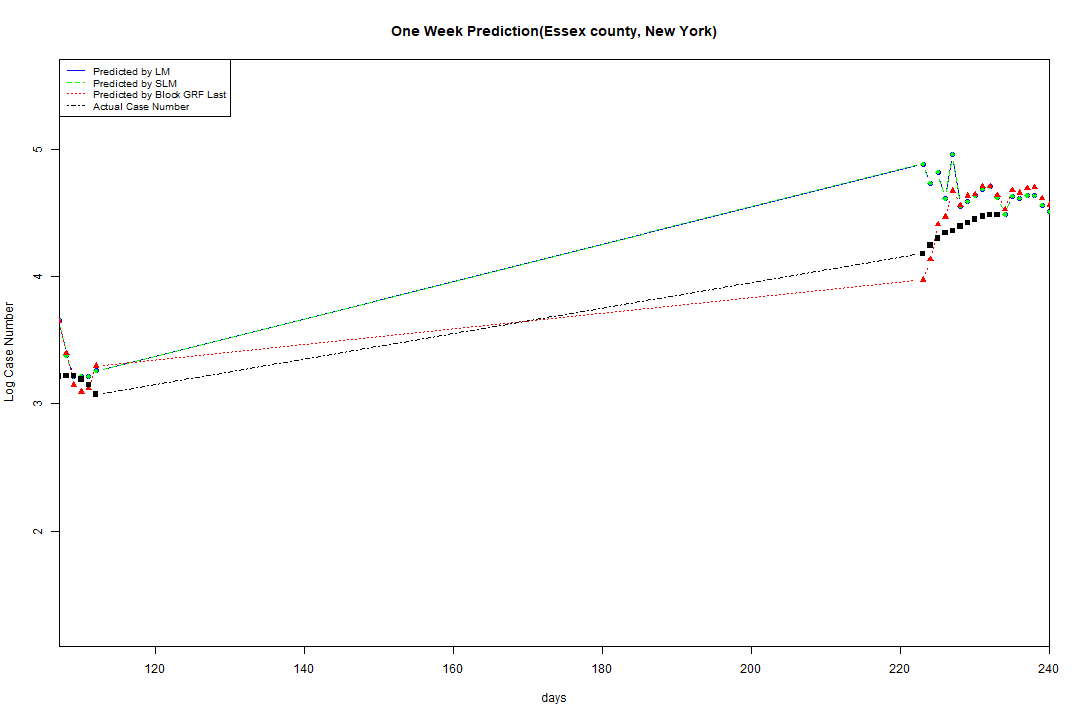 One Week Prediction(Essex county, New York)
Predicted by LM
Predicted by SLM
Predicted by Block GRF Last
Actual Case Number
5
4
3
2
Log Case Number
120 140 160 180 200 220 240
days